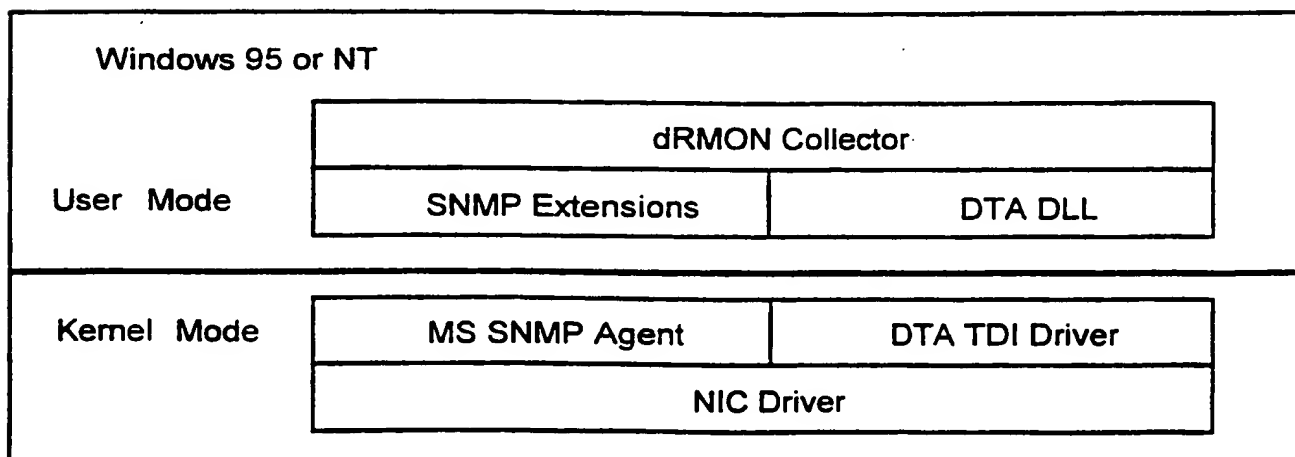 Windows 95 or NT
dRMON Collector
User Mode
SNMP Extensions
DTA DLL
Kernel Mode
MS SNMP Agent
DTA TDI Driver
NIC Driver